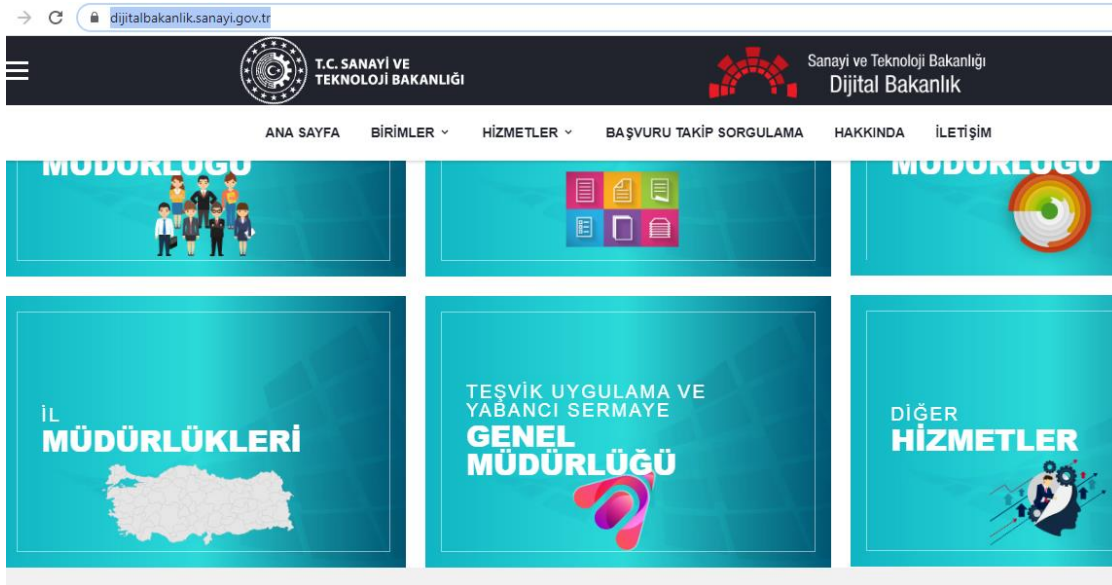 dijitalbakanlik.sanayi.gov.tr
T.C. SANAYİ VE
TEKNOLOJİ BAKANLIĞI
Sanayi ve Teknoloji Bakanlığı
Dijital Bakanlık
ANA SAYFA BİRİMLER HİZMETLER BAŞVURU TAKİP SORGULAMA HAKKINDA İLETİŞİM
MÜDÜRLÜĞÜ
MÜDÜRLÜĞÜ
İL
MÜDÜRLÜKLERİ
TEŞVİK UYGULAMA VE
YABANCI SERMAYE
GENEL
MÜDÜRLÜĞÜ
DİĞER
HİZMETLER